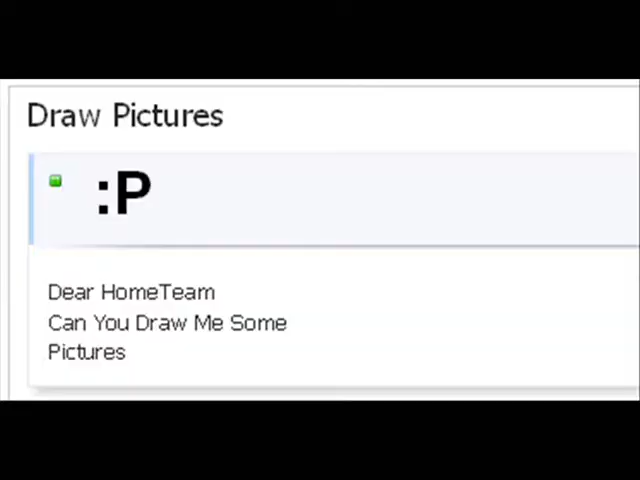 Draw Pictures
:P
Dear HomeTeam
Can You Draw Me Some
Pictures